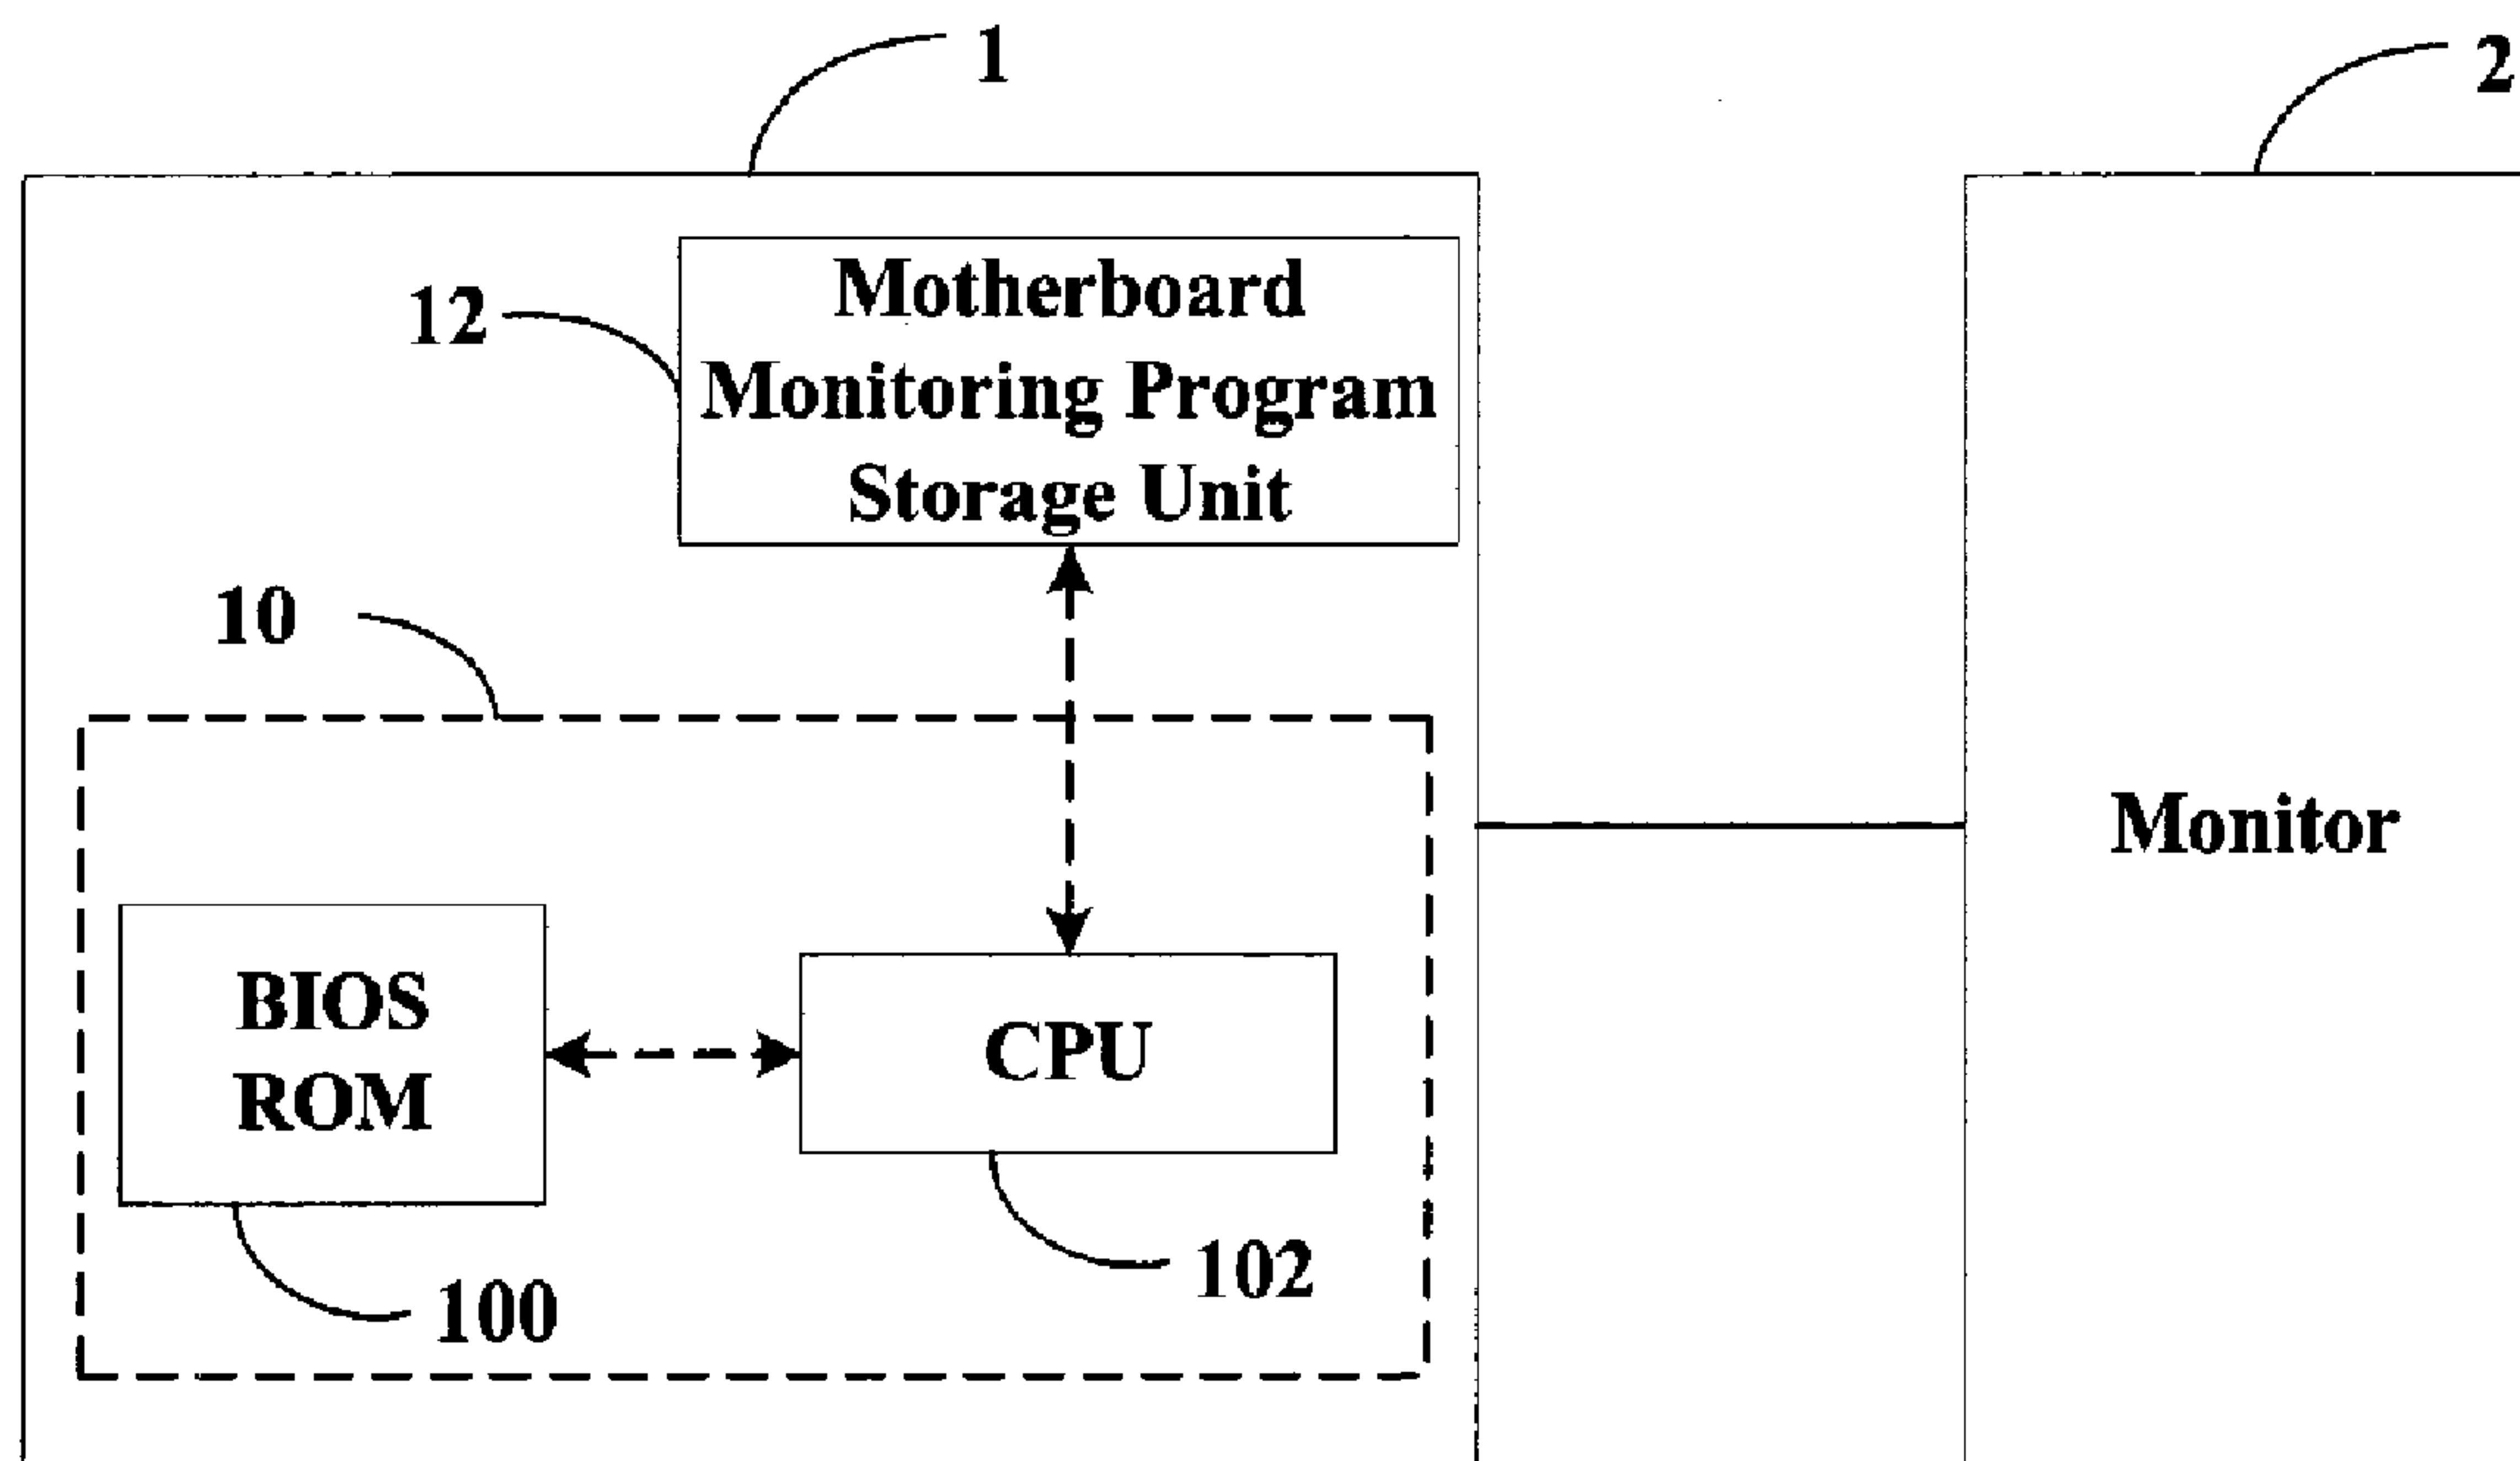 1
2
12
Motherboard
Monitoring Program
Storage Unit
10
Monitor
BIOS
ROM
CPU
102
100